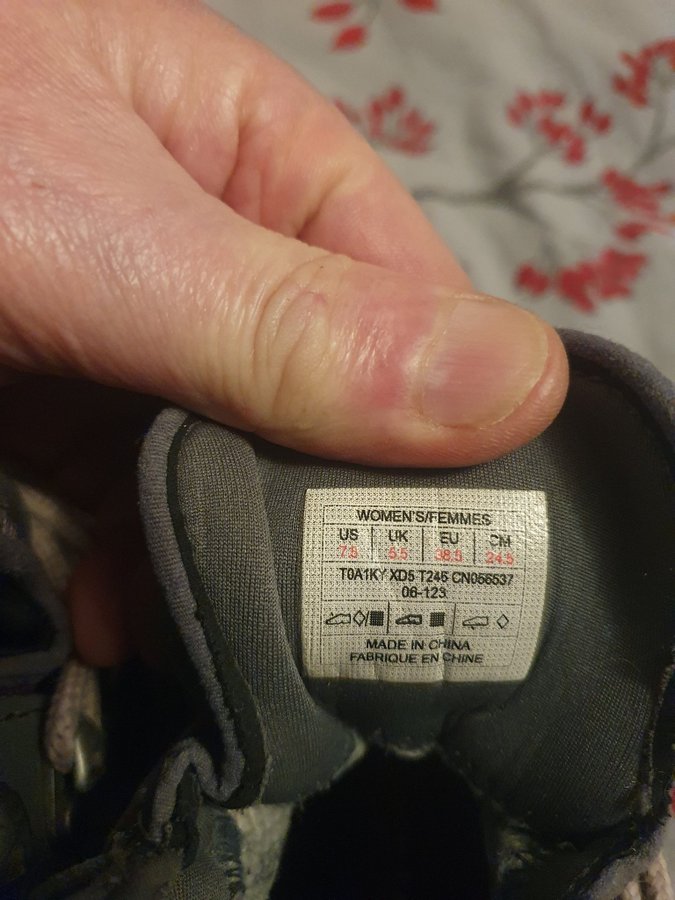 WOMEN'S/FEMMES
US UK EU CM
7.5 5.5 38.5 24.5
T0A1KY XD5 T246 CN056537
06-123
MADE IN CHINA
FABRIQUE EN CHINE